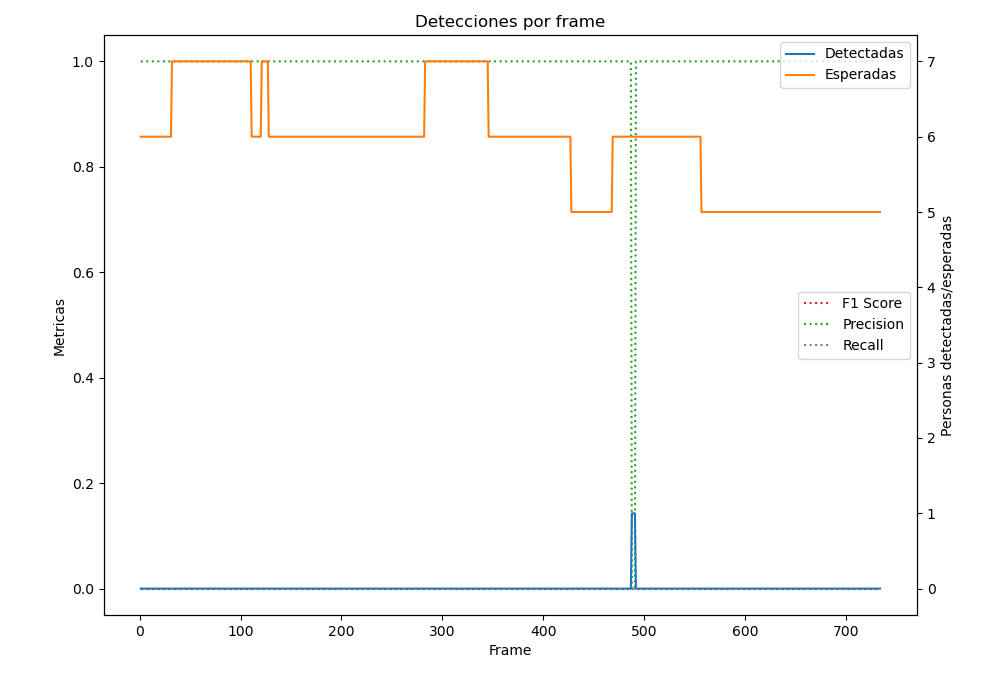 Detecciones por frame
Detectadas
Esperadas
F1 Score
Precision
Recall
Metricas
1.0
0.8
0.6
0.4
0.2
0.0
7
6
5
4
3
2
1
0
Personas detectadas/esperadas
0 100 200 300 400 500 600 700
Frame